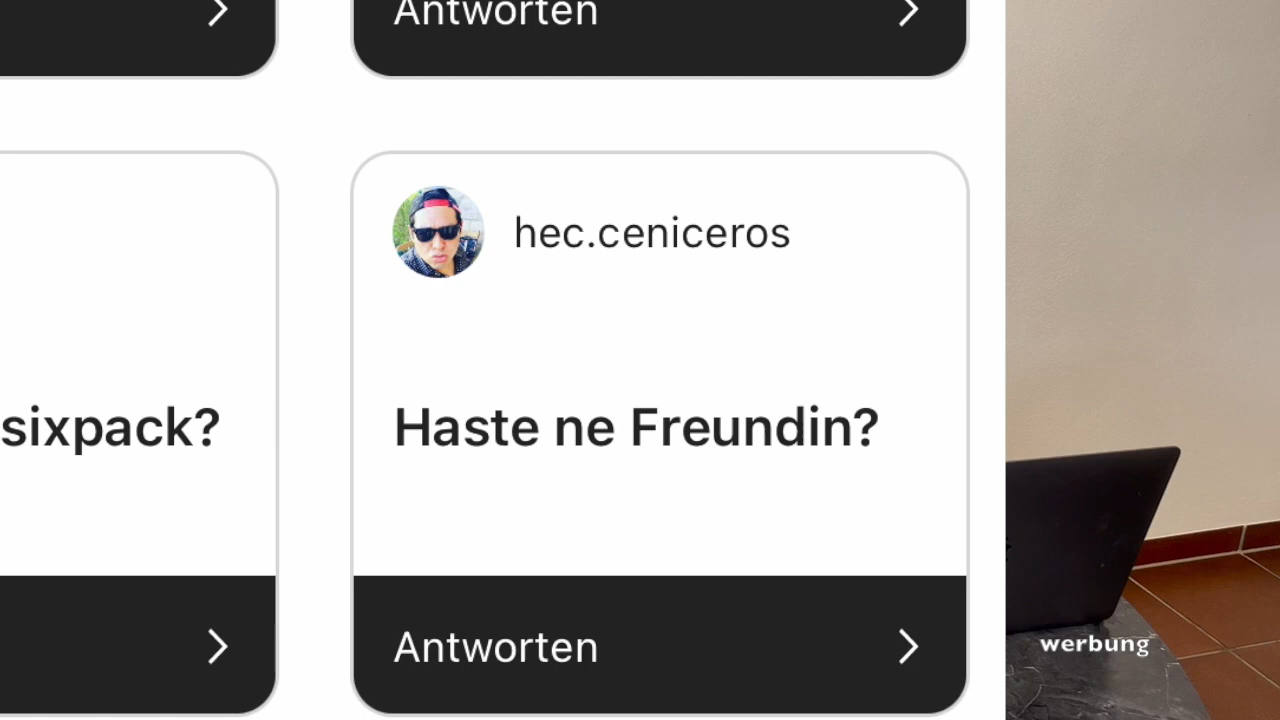 Antworten
hec.ceniceros
sixpack?
Haste ne Freundin?
Antworten
werbung